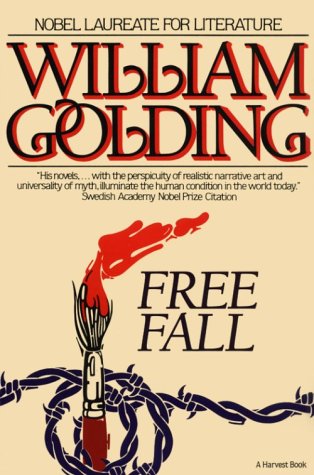 NOBEL LAUREATE FOR LITERATURE
WILLIAM
GOLDING
"His novels,... with the perspicuity of realistic narrative art and
universality of myth, illuminate the human condition in the world today."
Swedish Academy Nobel Prize Citation
FREE
FALL
A Harvest Book